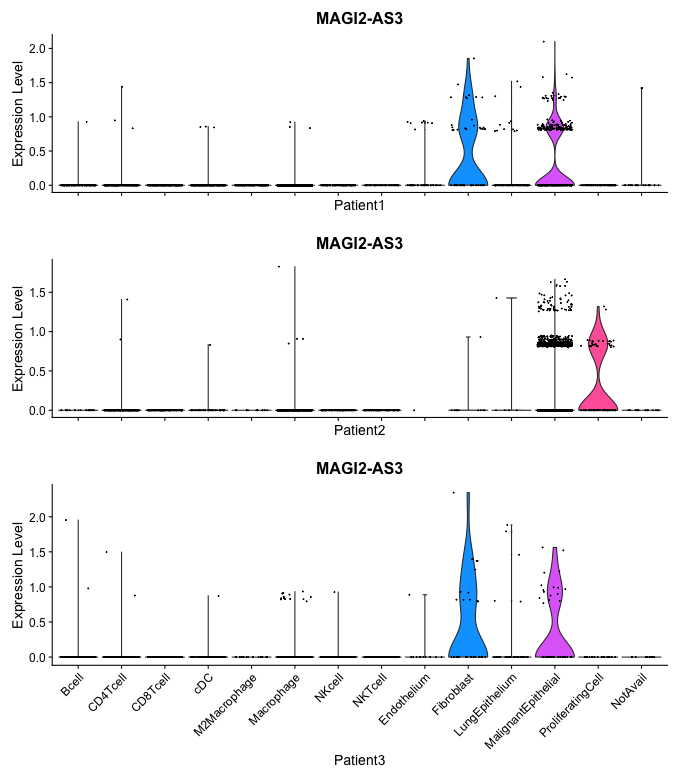 MAGI2-AS3
Expression Level
2.0
1.5
1.0
0.5
0.0
Patient1
MAGI2-AS3
Expression Level
1.5
1.0
0.5
0.0
Patient2
MAGI2-AS3
Expression Level
2.0
1.5
1.0
0.5
0.0
Bcell
CD4Tcell
CD8Tcell
cDC
M2Macrophage
Macrophage
NKcell
NKTcell
Endothelium
Fibroblast
LungEpithelium
MalignantEpithelial
ProliferatingCell
NotAvail
Patient3